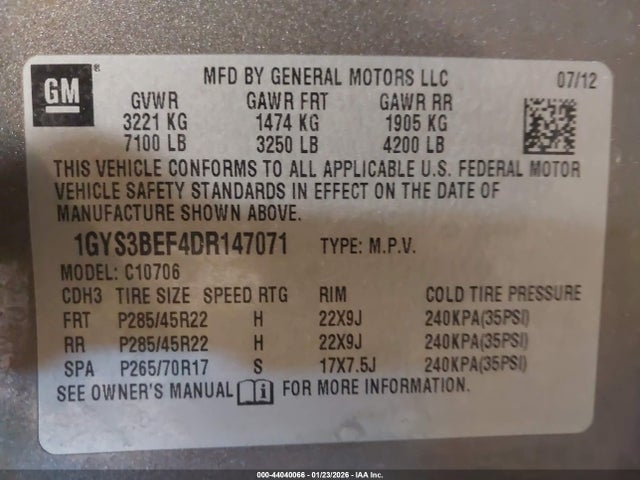 GM®
MFD BY GENERAL MOTORS LLC 07/12
GVWR GAWR FRT GAWR RR
3221 KG 1474 KG 1905 KG
7100 LB 3250 LB 4200 LB
THIS VEHICLE CONFORMS TO ALL APPLICABLE U.S. FEDERAL MOTOR
VEHICLE SAFETY STANDARDS IN EFFECT ON THE DATE OF
MANUFACTURE SHOWN ABOVE.
1GYS3BEF4DR147071 TYPE: M.P.V.
MODEL: C10706
CDH3 TIRE SIZE SPEED RTG RIM COLD TIRE PRESSURE
FRT P285/45R22 H 22X9J 240KPA(35PSI)
RR P285/45R22 H 22X9J 240KPA(35PSI)
SPA P265/70R17 S 17X7.5J 240KPA(35PSI)
SEE OWNER'S MANUAL i FOR MORE INFORMATION.
000-44040066 - 01/23/2026 - IAA Inc.